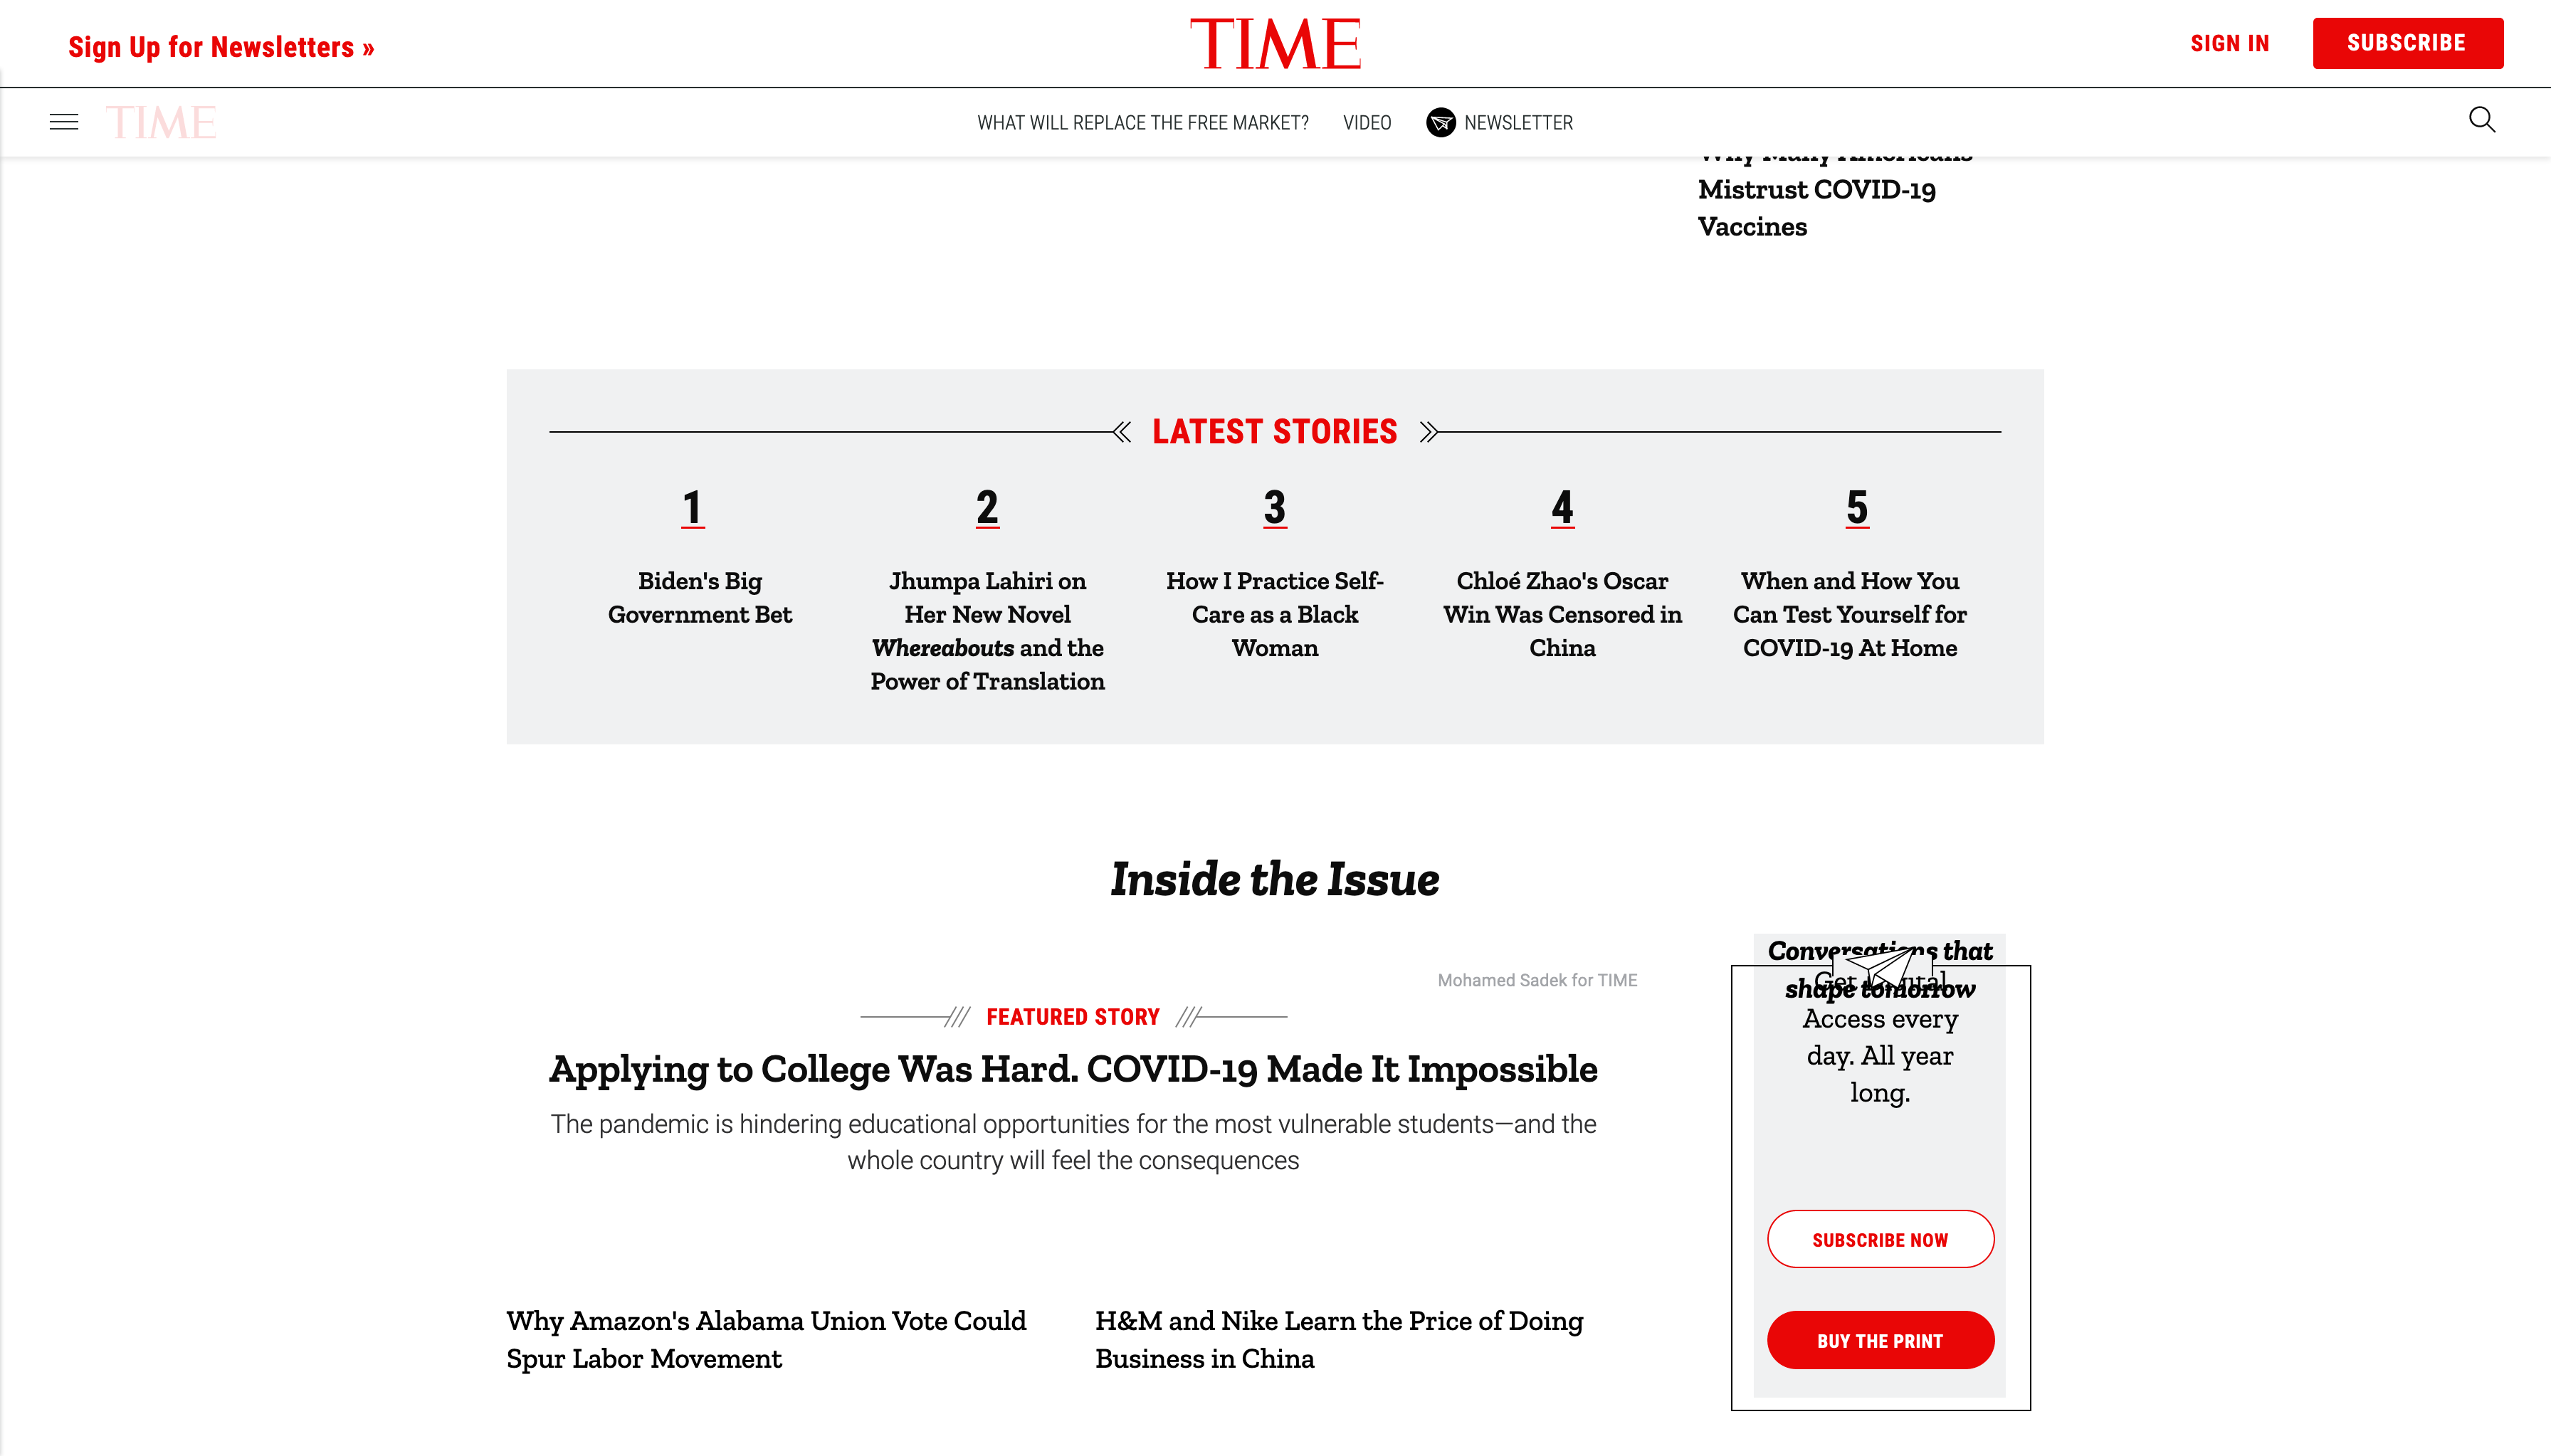 Sign Up for Newsletters »
TIME
SIGN IN
SUBSCRIBE
TIME
WHAT WILL REPLACE THE FREE MARKET?
VIDEO
NEWSLETTER
Why Many Americans
Mistrust COVID-19
Vaccines
LATEST STORIES
1
Biden's Big
Government Bet
2
Jhumpa Lahiri on
Her New Novel
Whereabouts and the
Power of Translation
3
How I Practice Self-
Care as a Black
Woman
4
Chloé Zhao's Oscar
Win Was Censored in
China
5
When and How You
Can Test Yourself for
COVID-19 At Home
Inside the Issue
Mohamed Sadek for TIME
FEATURED STORY
Applying to College Was Hard. COVID-19 Made It Impossible
The pandemic is hindering educational opportunities for the most vulnerable students—and the
whole country will feel the consequences
Why Amazon's Alabama Union Vote Could
Spur Labor Movement
H&M and Nike Learn the Price of Doing
Business in China
Conversations that
shape tomorrow
Get
Access every
day. All year
long.
SUBSCRIBE NOW
BUY THE PRINT